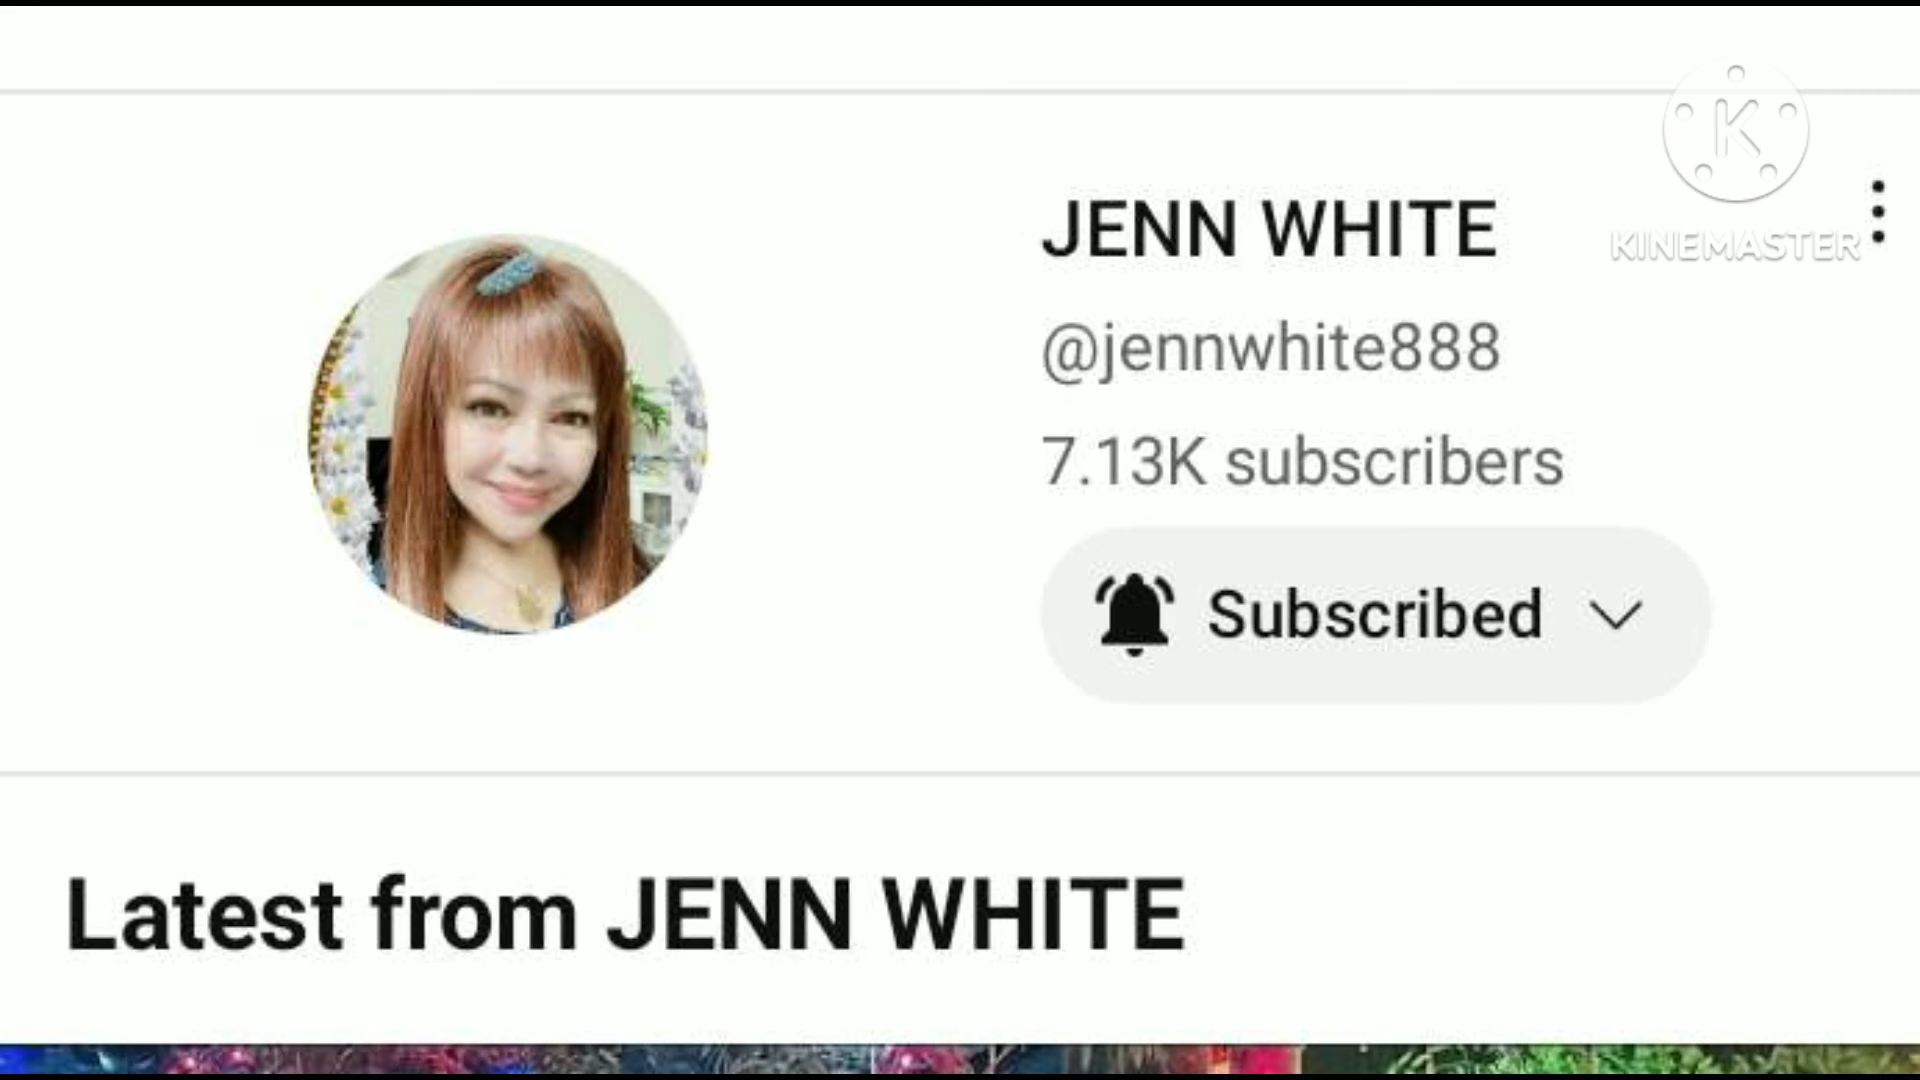 JENN WHITE
K
KINEMASTER
@jennwhite888
7.13K subscribers
Subscribed
Latest from JENN WHITE